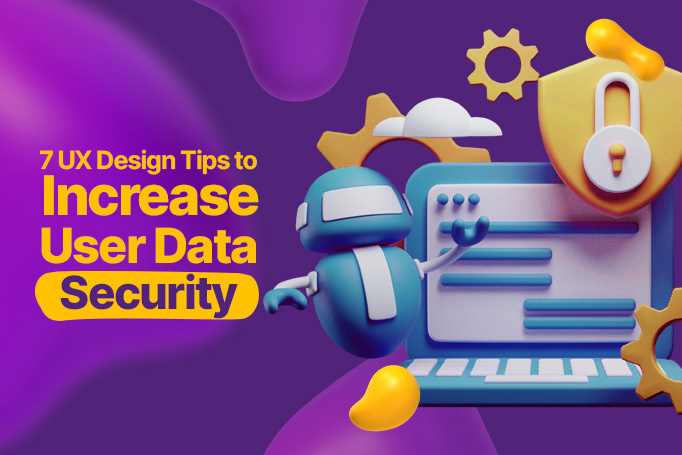 7 UX Design Tips to
Increase
User Data
Security